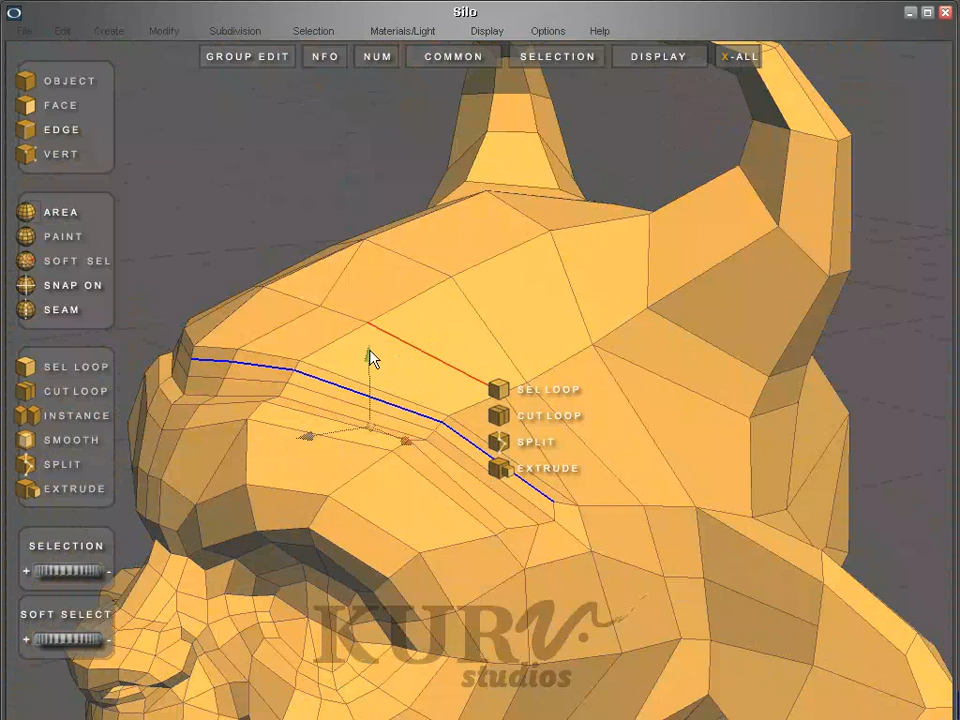 Silo
File Edit Create Modify Subdivision Selection Materials/Light Display Options Help
GROUP EDIT NFO NUM COMMON SELECTION DISPLAY X-ALL
OBJECT
FACE
EDGE
VERT
AREA
PAINT
SOFT SEL
SNAP ON
SEAM
SEL LOOP
CUT LOOP
INSTANCE
SMOOTH
SPLIT
EXTRUDE
SEL LOOP
CUT LOOP
SPLIT
EXTRUDE
SELECTION
+ -
SOFT SELECT
+ -
KURV
studios